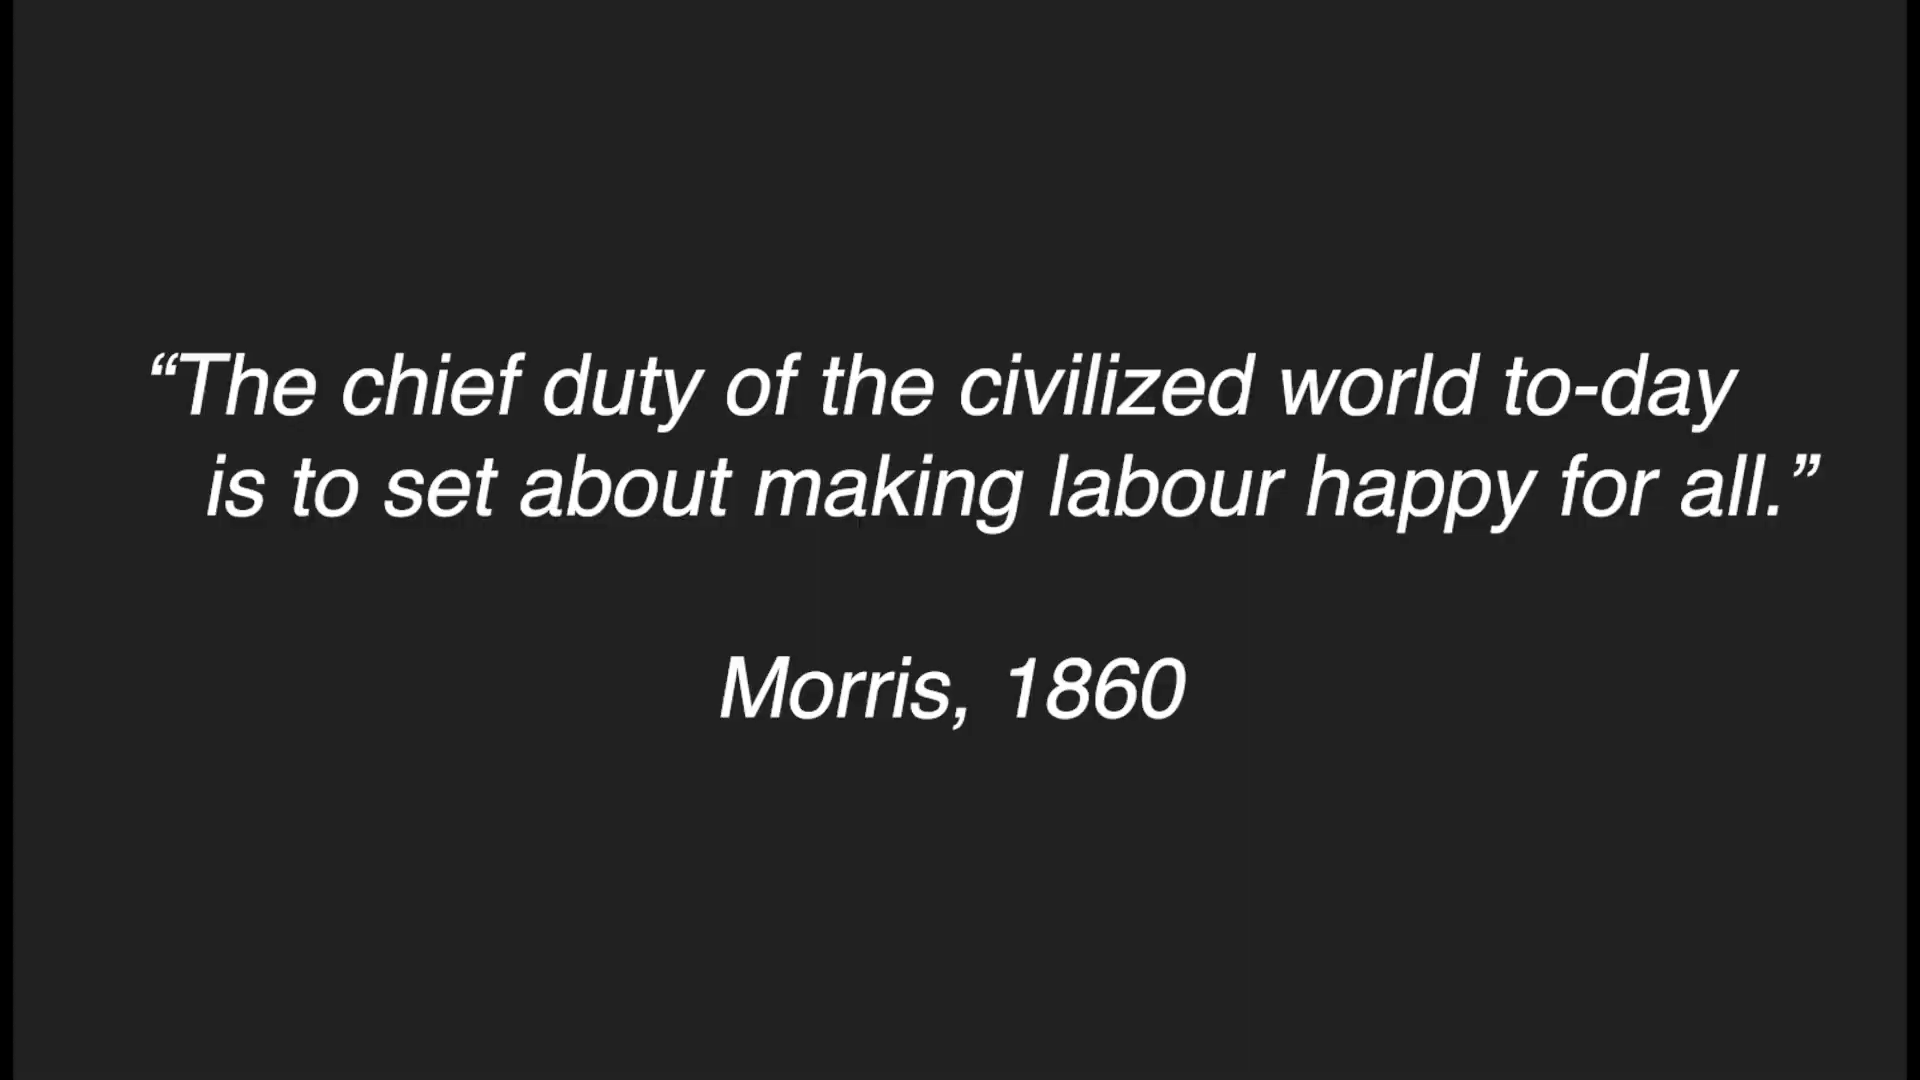 “The chief duty of the civilized world to-day
is to set about making labour happy for all.”
Morris, 1860